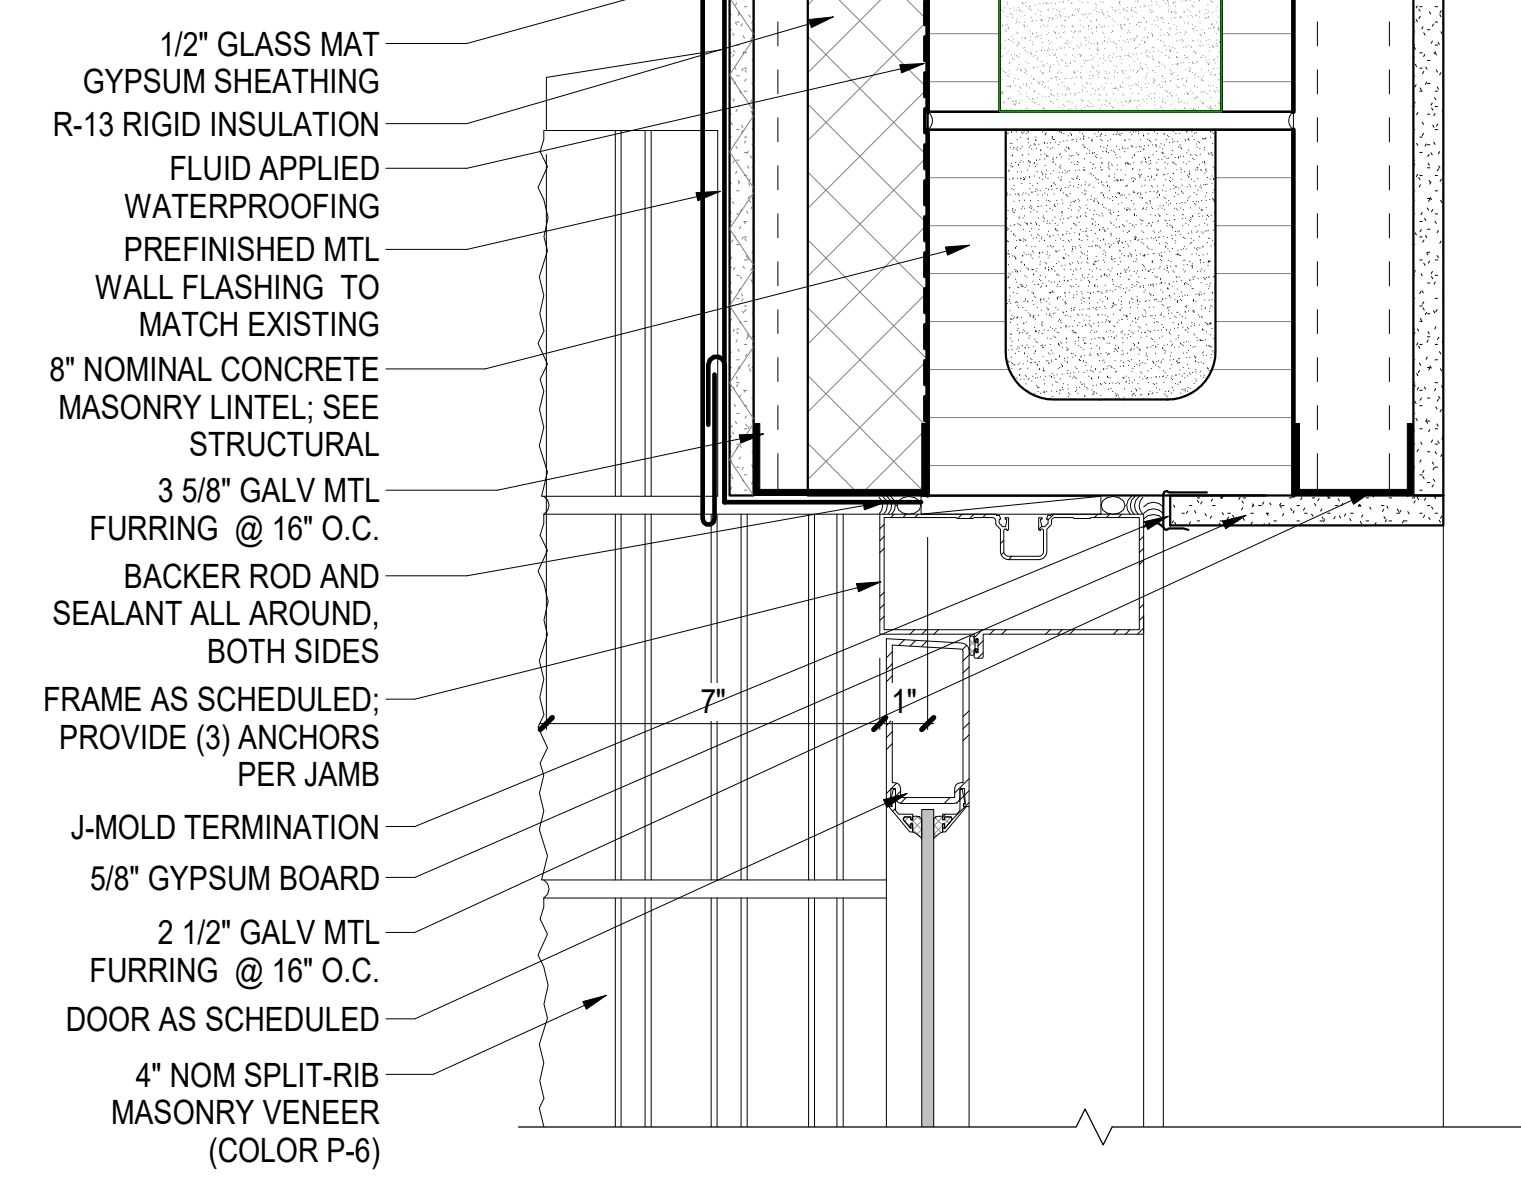 1/2" GLASS MAT
GYPSUM SHEATHING
R-13 RIGID INSULATION
FLUID APPLIED
WATERPROOFING
PREFINISHED MTL
WALL FLASHING  TO
MATCH EXISTING
8" NOMINAL CONCRETE
MASONRY LINTEL; SEE
STRUCTURAL
3 5/8" GALV MTL
FURRING  @ 16" O.C.
BACKER ROD AND
SEALANT ALL AROUND,
BOTH SIDES
FRAME AS SCHEDULED;
PROVIDE (3) ANCHORS
PER JAMB
J-MOLD TERMINATION
5/8" GYPSUM BOARD
2 1/2" GALV MTL
FURRING  @ 16" O.C.
DOOR AS SCHEDULED
4" NOM SPLIT-RIB
MASONRY VENEER
(COLOR P-6)
7"
1"